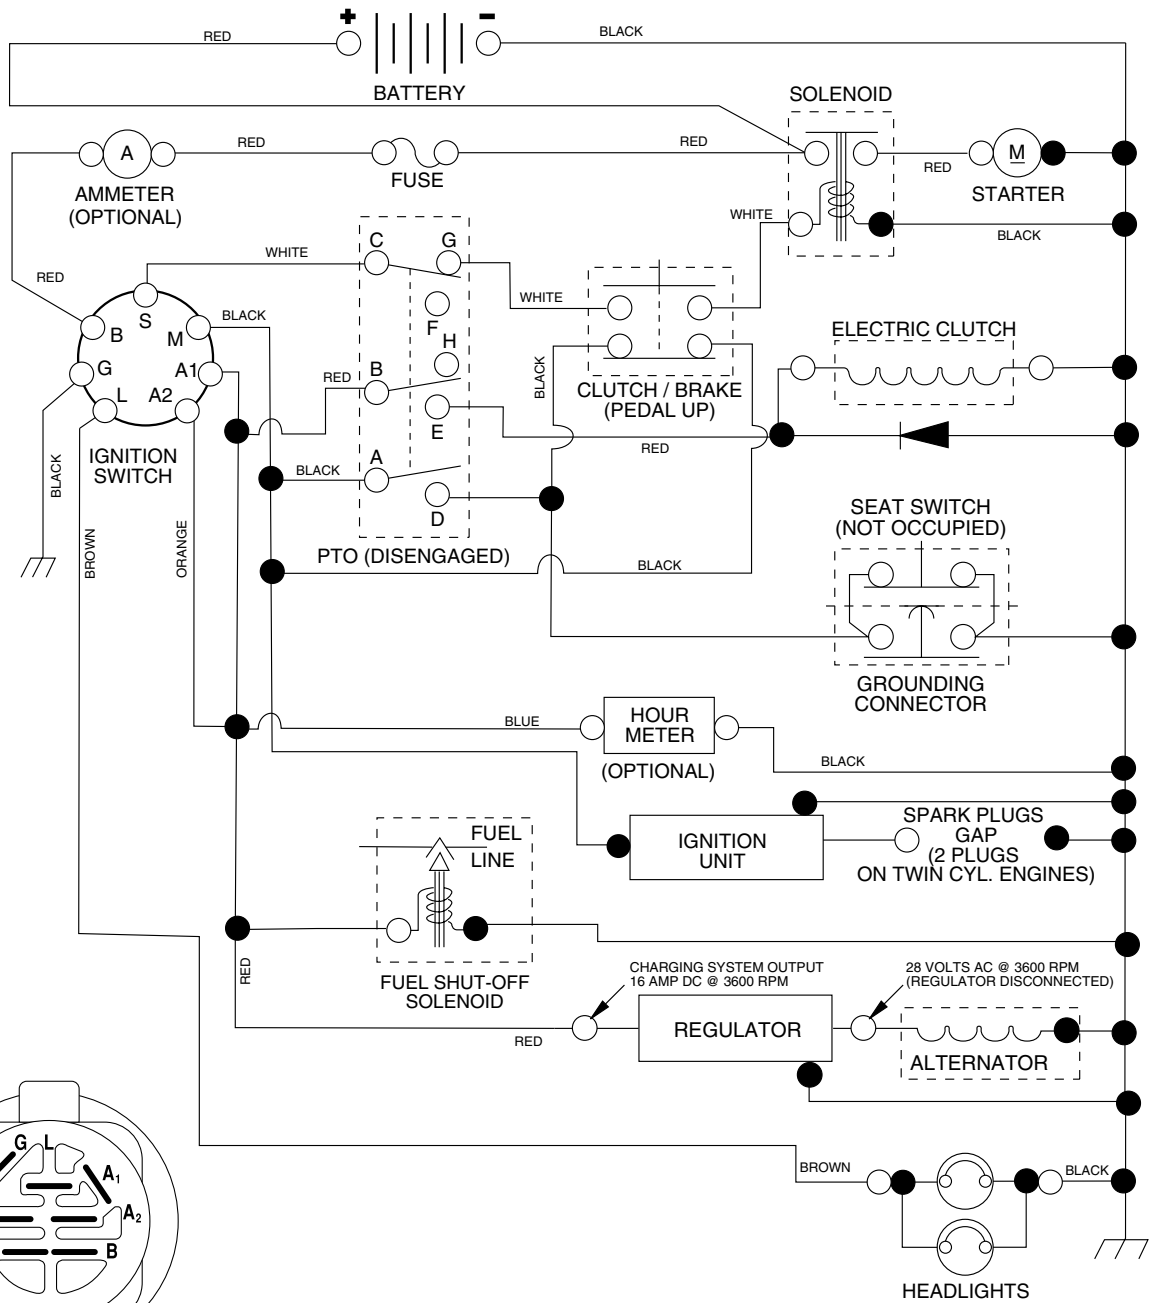 + -
RED
BLACK
BATTERY
SOLENOID
A
RED
RED
RED
M
AMMETER
(OPTIONAL)
FUSE
STARTER
WHITE
BLACK
C
G
WHITE
RED
S
B
M
BLACK
F
WHITE
ELECTRIC CLUTCH
G
A1
H
B
RED
L
A2
E
BLACK
CLUTCH / BRAKE
(PEDAL UP)
RED
IGNITION
SWITCH
BLACK
A
BLACK
D
SEAT SWITCH
(NOT OCCUPIED)
BROWN
ORANGE
PTO (DISENGAGED)
BLACK
GROUNDING
CONNECTOR
BLUE
HOUR
METER
(OPTIONAL)
BLACK
FUEL
LINE
IGNITION
UNIT
SPARK PLUGS
GAP
(2 PLUGS
ON TWIN CYL. ENGINES)
RED
FUEL SHUT-OFF
SOLENOID
CHARGING SYSTEM OUTPUT
16 AMP DC @ 3600 RPM
28 VOLTS AC @ 3600 RPM
(REGULATOR DISCONNECTED)
RED
REGULATOR
ALTERNATOR
G L
A1
A2
B
BROWN
BLACK
HEADLIGHTS